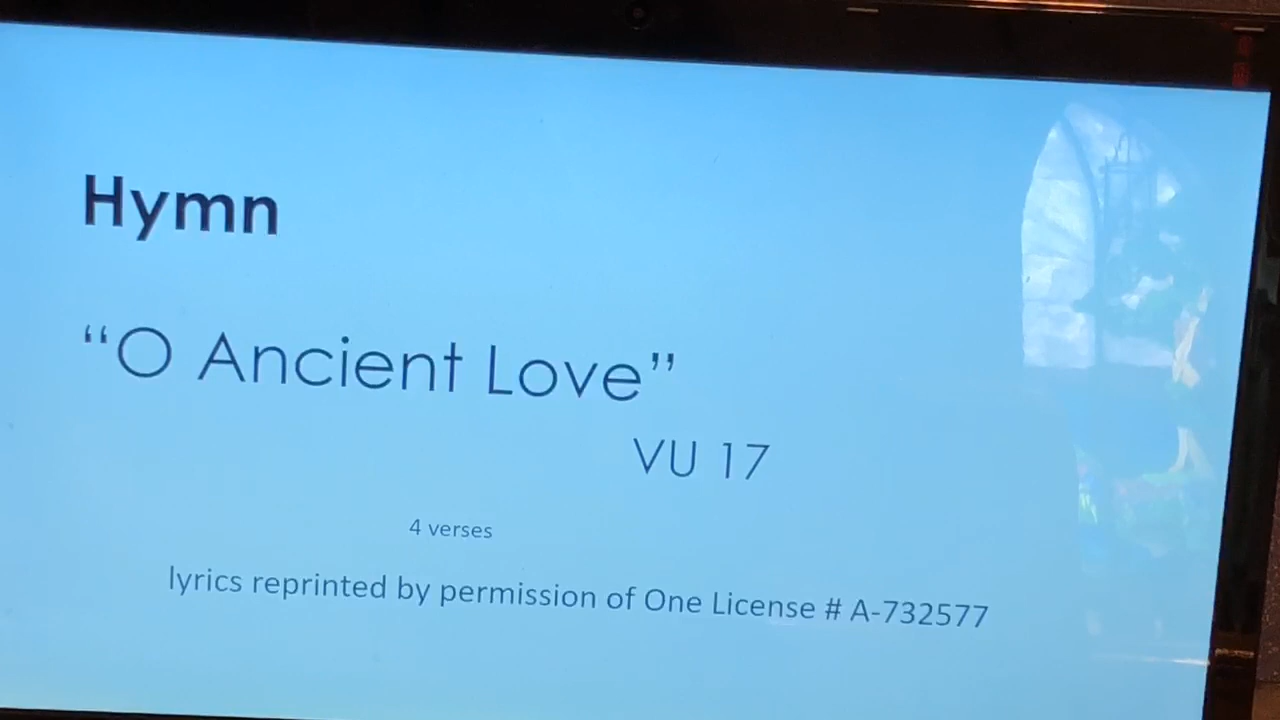 Hymn
“O Ancient Love”
VU 17
4 verses
lyrics reprinted by permission of One License # A-732577